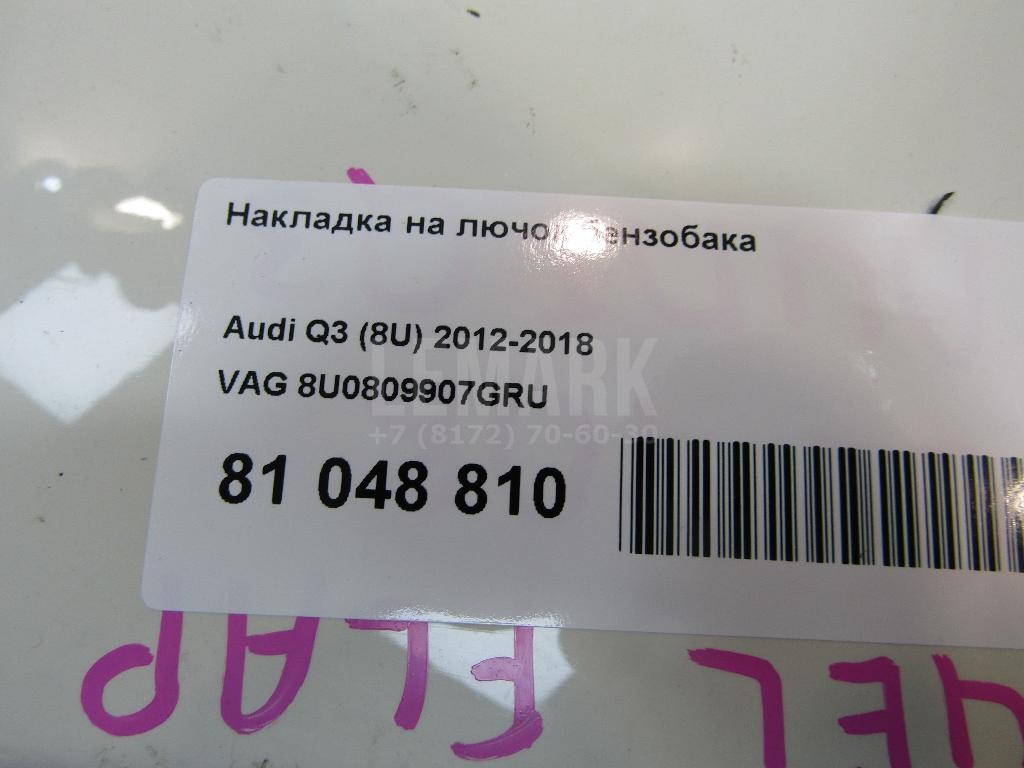 Накладка на лючок бензобака
Audi Q3 (8U) 2012-2018
VAG 8U0809907GRU
LEMARK
+7 (8172) 70-60-30
81 048 810
FLAP